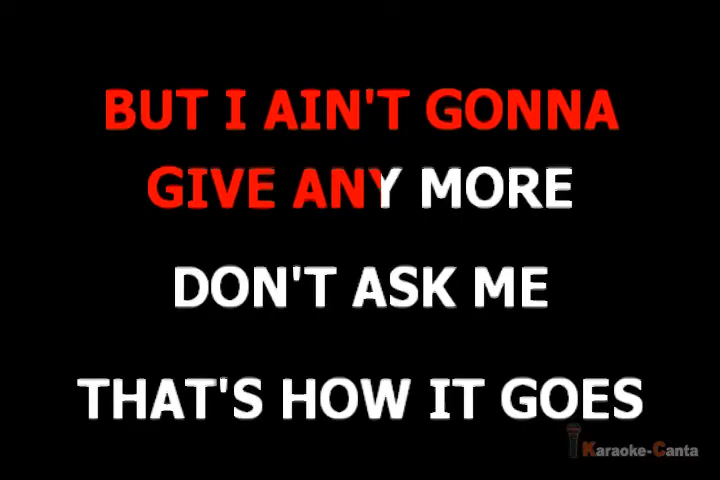 BUT I AIN'T GONNA
GIVE ANY MORE
DON'T ASK ME
THAT'S HOW IT GOES
Karaoke-Canta